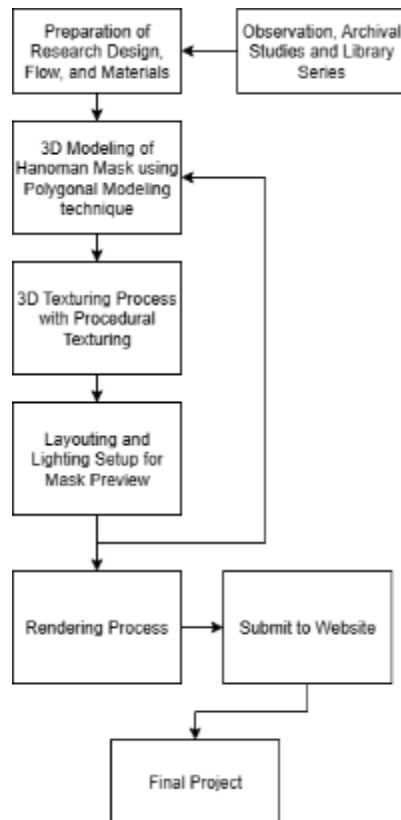 Preparation of
Research Design,
Flow, and Materials
Observation, Archival
Studies and Library
Series
3D Modeling of
Hanoman Mask using
Polygonal Modeling
technique
3D Texturing Process
with Procedural
Texturing
Layouting and
Lighting Setup for
Mask Preview
Rendering Process
Submit to Website
Final Project